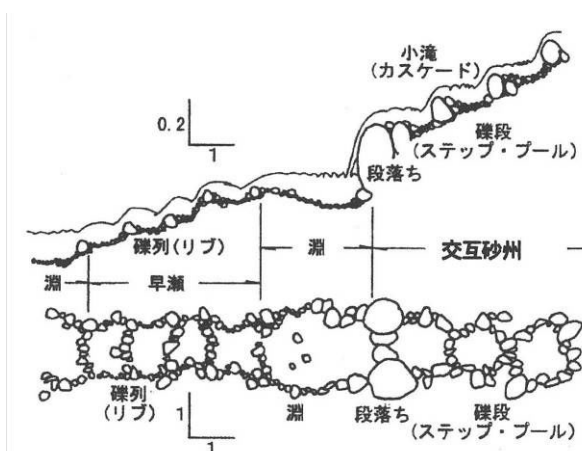 小滝
(カスケード)
0.2
1
礫段
(ステップ・プール)
段落ち
礫列(リブ)
淵
交互砂州
淵
早瀬
礫列
(リブ)
淵
段落ち
礫段
(ステップ・プール)
1
1